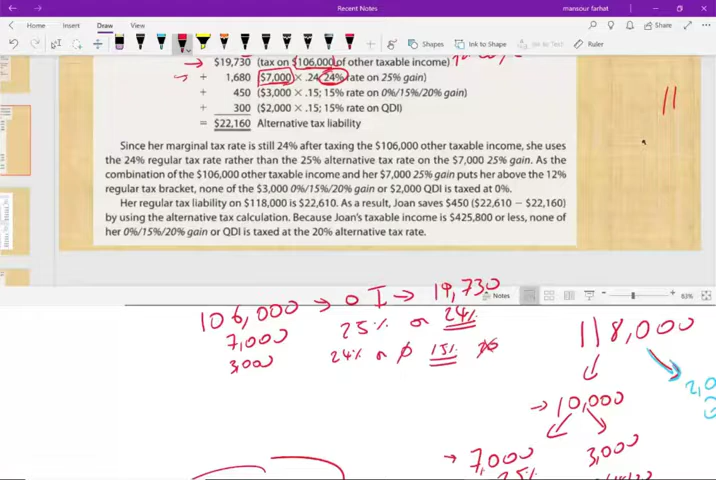 Recent Notes
mansour farhat
Home Insert Draw Share
Shapes Ink to Shape Ink to Text Ruler
$19,730 (tax on $106,000 of other taxable income)
+ 1,680 ($7,000 × .24; 24% rate on 25% gain)
+ 450 ($3,000 × .15; 15% rate on 0%/15%/20% gain)
+ 300 ($2,000 × .15; 15% rate on QDI)
= $22,160 Alternative tax liability
Since her marginal tax rate is still 24% after taxing the $106,000 other taxable income, she uses
the 24% regular tax rate rather than the 25% alternative tax rate on the $7,000 25% gain. As the
combination of the $106,000 other taxable income and her $7,000 25% gain puts her above the 12%
regular tax bracket, none of the $3,000 0%/15%/20% gain or $2,000 QDI is taxed at 0%.
Her regular tax liability on $118,000 is $22,610. As a result, Joan saves $450 ($22,610 − $22,160)
by using the alternative tax calculation. Because Joan's taxable income is $425,800 or less, none of
her 0%/15%/20% gain or QDI is taxed at the 20% alternative tax rate.
Notes 63%
106,000 → O I → 19,730
7,000 25% or 24%
3,000 24% or 0 15%
118,000
→ 10,000
→ 7,000 3,000
25%